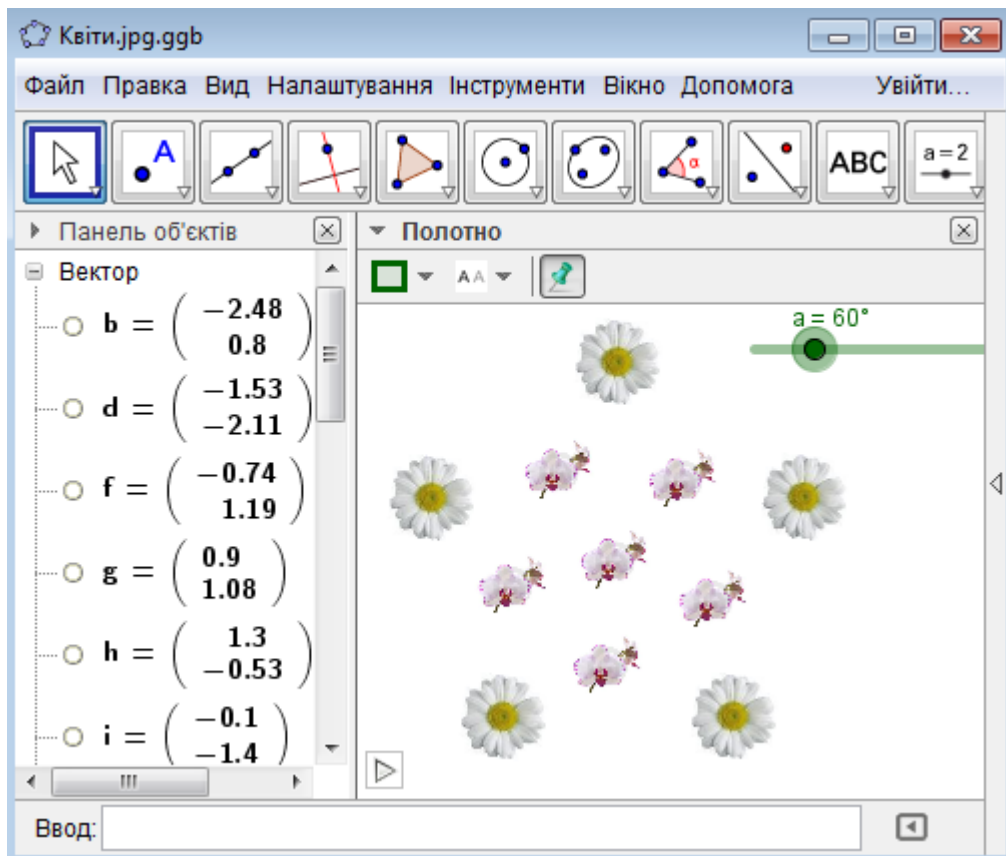 Квіти.jpg.ggb
Файл Правка Вид Налаштування Інструменти Вікно Допомога Увійти...
A α ABC a=2
Панель об'єктів
Полотно
Вектор
A A
a = 60°
b = ( −2.48
0.8 )
d = ( −1.53
−2.11 )
f = ( −0.74
1.19 )
g = ( 0.9
1.08 )
h = ( 1.3
−0.53 )
i = ( −0.1
−1.4 )
Ввод: